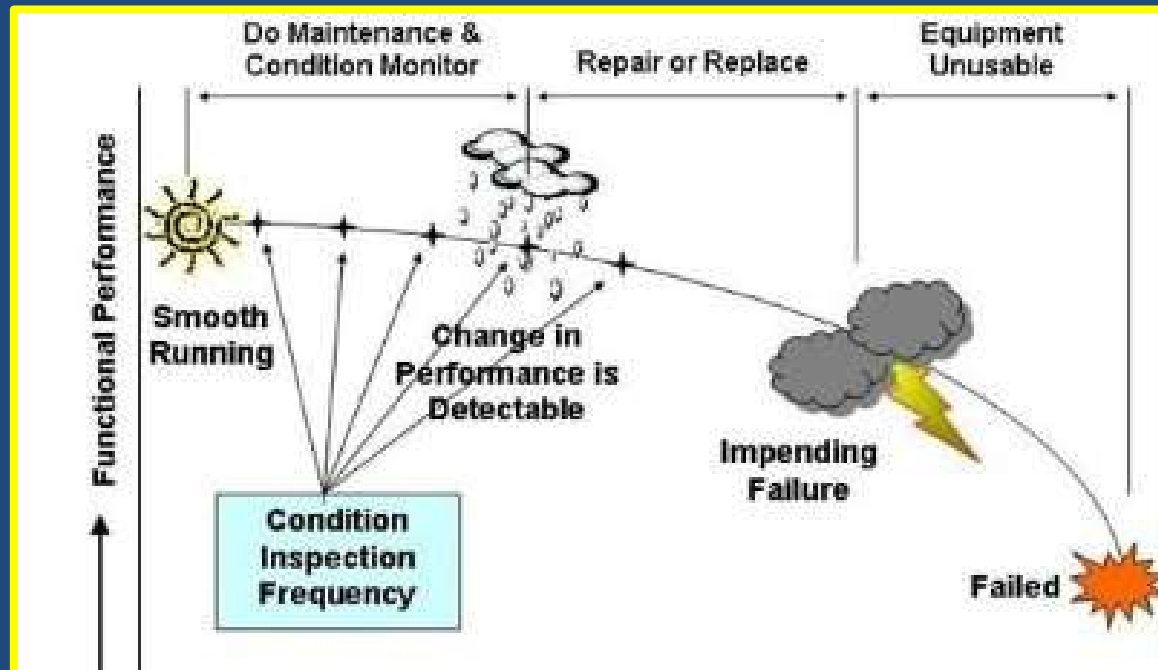 Do Maintenance &
Condition Monitor
Repair or Replace
Equipment
Unusable
Functional Performance
Smooth
Running
Change in
Performance is
Detectable
Impending
Failure
Condition
Inspection
Frequency
Failed